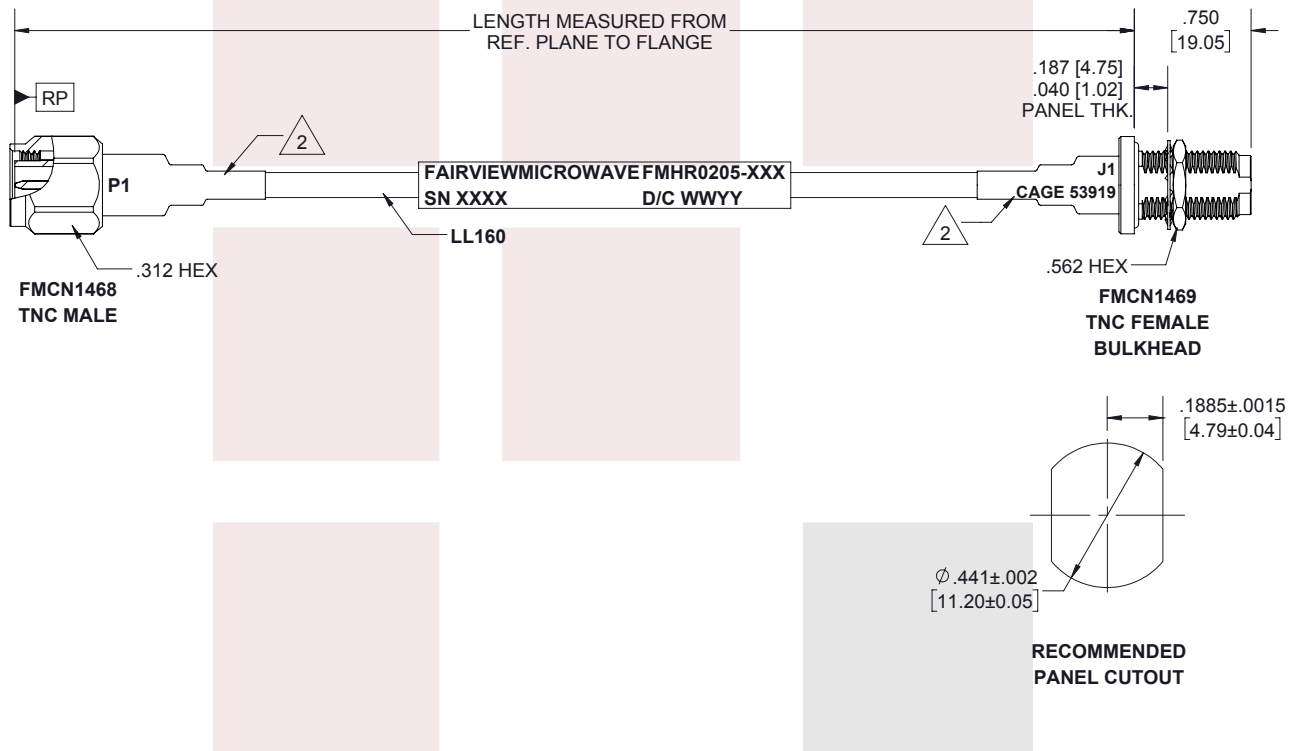 LENGTH MEASURED FROM
REF. PLANE TO FLANGE
.750
[19.05]
.187 [4.75]
.040 [1.02]
PANEL THK.
RP
2
P1
FAIRVIEWMICROWAVE FMHR0205-XXX
SN XXXX D/C WWYY
J1
CAGE 53919
2
LL160
.312 HEX
FMCN1468
TNC MALE
.562 HEX
FMCN1469
TNC FEMALE
BULKHEAD
.1885±.0015
[4.79±0.04]
∅ .441±.002
[11.20±0.05]
RECOMMENDED
PANEL CUTOUT